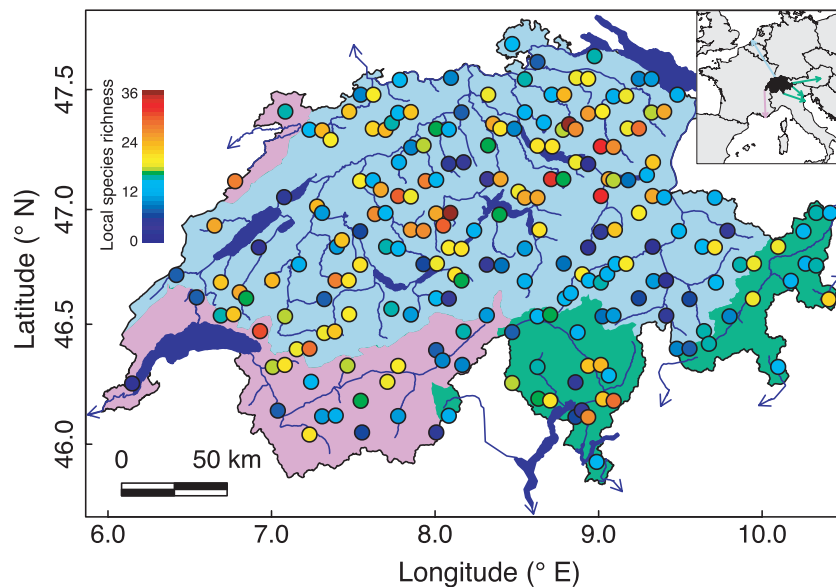 47.5
47.0
46.5
46.0
Latitude (° N)
Local species richness
36
24
12
0
0 50 km
6.0 7.0 8.0 9.0 10.0
Longitude (° E)